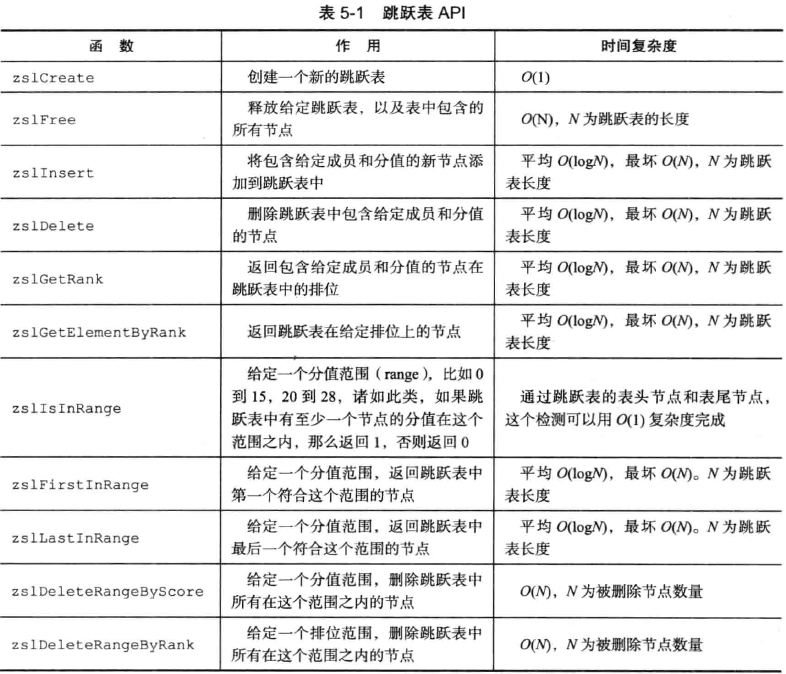 表 5-1 跳跃表 API
函 数 作 用 时间复杂度
zslCreate 创建一个新的跳跃表 O(1)
zslFree 释放给定跳跃表，以及表中包含的所有节点 O(N)，N 为跳跃表的长度
zslInsert 将包含给定成员和分值的新节点添加到跳跃表中 平均 O(logN)，最坏 O(N)，N 为跳跃表长度
zslDelete 删除跳跃表中包含给定成员和分值的节点 平均 O(logN)，最坏 O(N)，N 为跳跃表长度
zslGetRank 返回包含给定成员和分值的节点在跳跃表中的排位 平均 O(logN)，最坏 O(N)，N 为跳跃表长度
zslGetElementByRank 返回跳跃表在给定排位上的节点 平均 O(logN)，最坏 O(N)，N 为跳跃表长度
zslIsInRange 给定一个分值范围（range），比如 0 到 15，20 到 28，诸如此类，如果跳跃表中有至少一个节点的分值在这个范围之内，那么返回 1，否则返回 0 通过跳跃表的表头节点和表尾节点，这个检测可以用 O(1) 复杂度完成
zslFirstInRange 给定一个分值范围，返回跳跃表中第一个符合这个范围的节点 平均 O(logN)，最坏 O(N)。N 为跳跃表长度
zslLastInRange 给定一个分值范围，返回跳跃表中最后一个符合这个范围的节点 平均 O(logN)，最坏 O(N)。N 为跳跃表长度
zslDeleteRangeByScore 给定一个分值范围，删除跳跃表中所有在这个范围之内的节点 O(N)，N 为被删除节点数量
zslDeleteRangeByRank 给定一个排位范围，删除跳跃表中所有在这个范围之内的节点 O(N)，N 为被删除节点数量